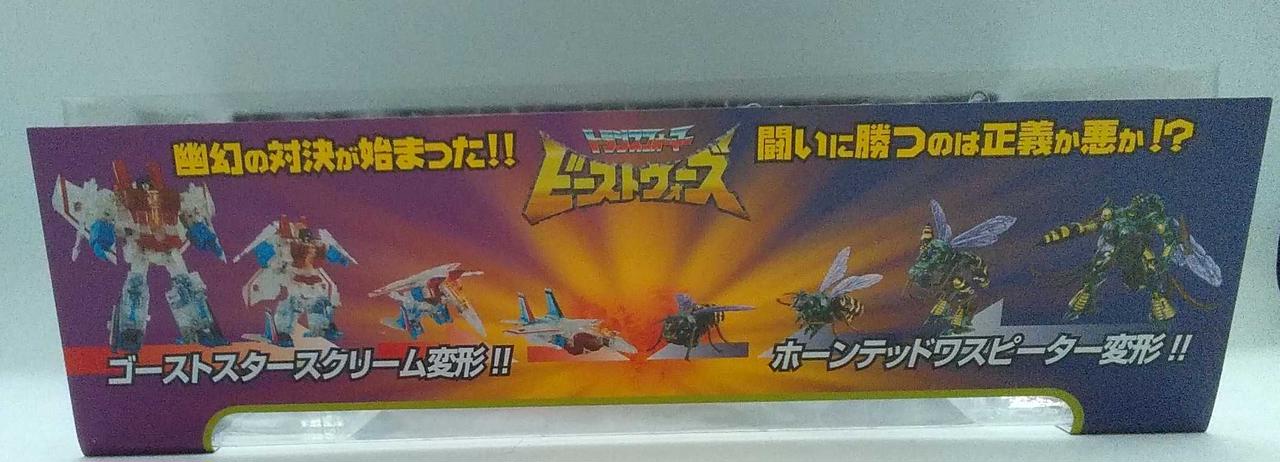 幽幻の対決が始まった!!
トランスフォーマー
ビーストウォーズ
闘いに勝つのは正義か悪か!?
ゴーストスタースクリーム変形!!
ホーンテッドワスピーター変形!!